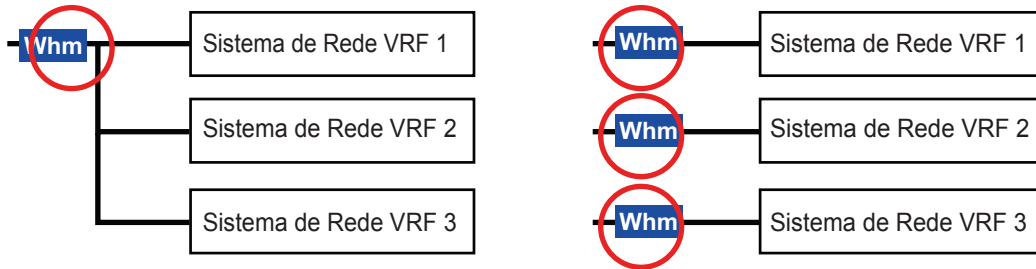 Whm
Sistema de Rede VRF 1
Sistema de Rede VRF 2
Sistema de Rede VRF 3
Whm
Sistema de Rede VRF 1
Whm
Sistema de Rede VRF 2
Whm
Sistema de Rede VRF 3